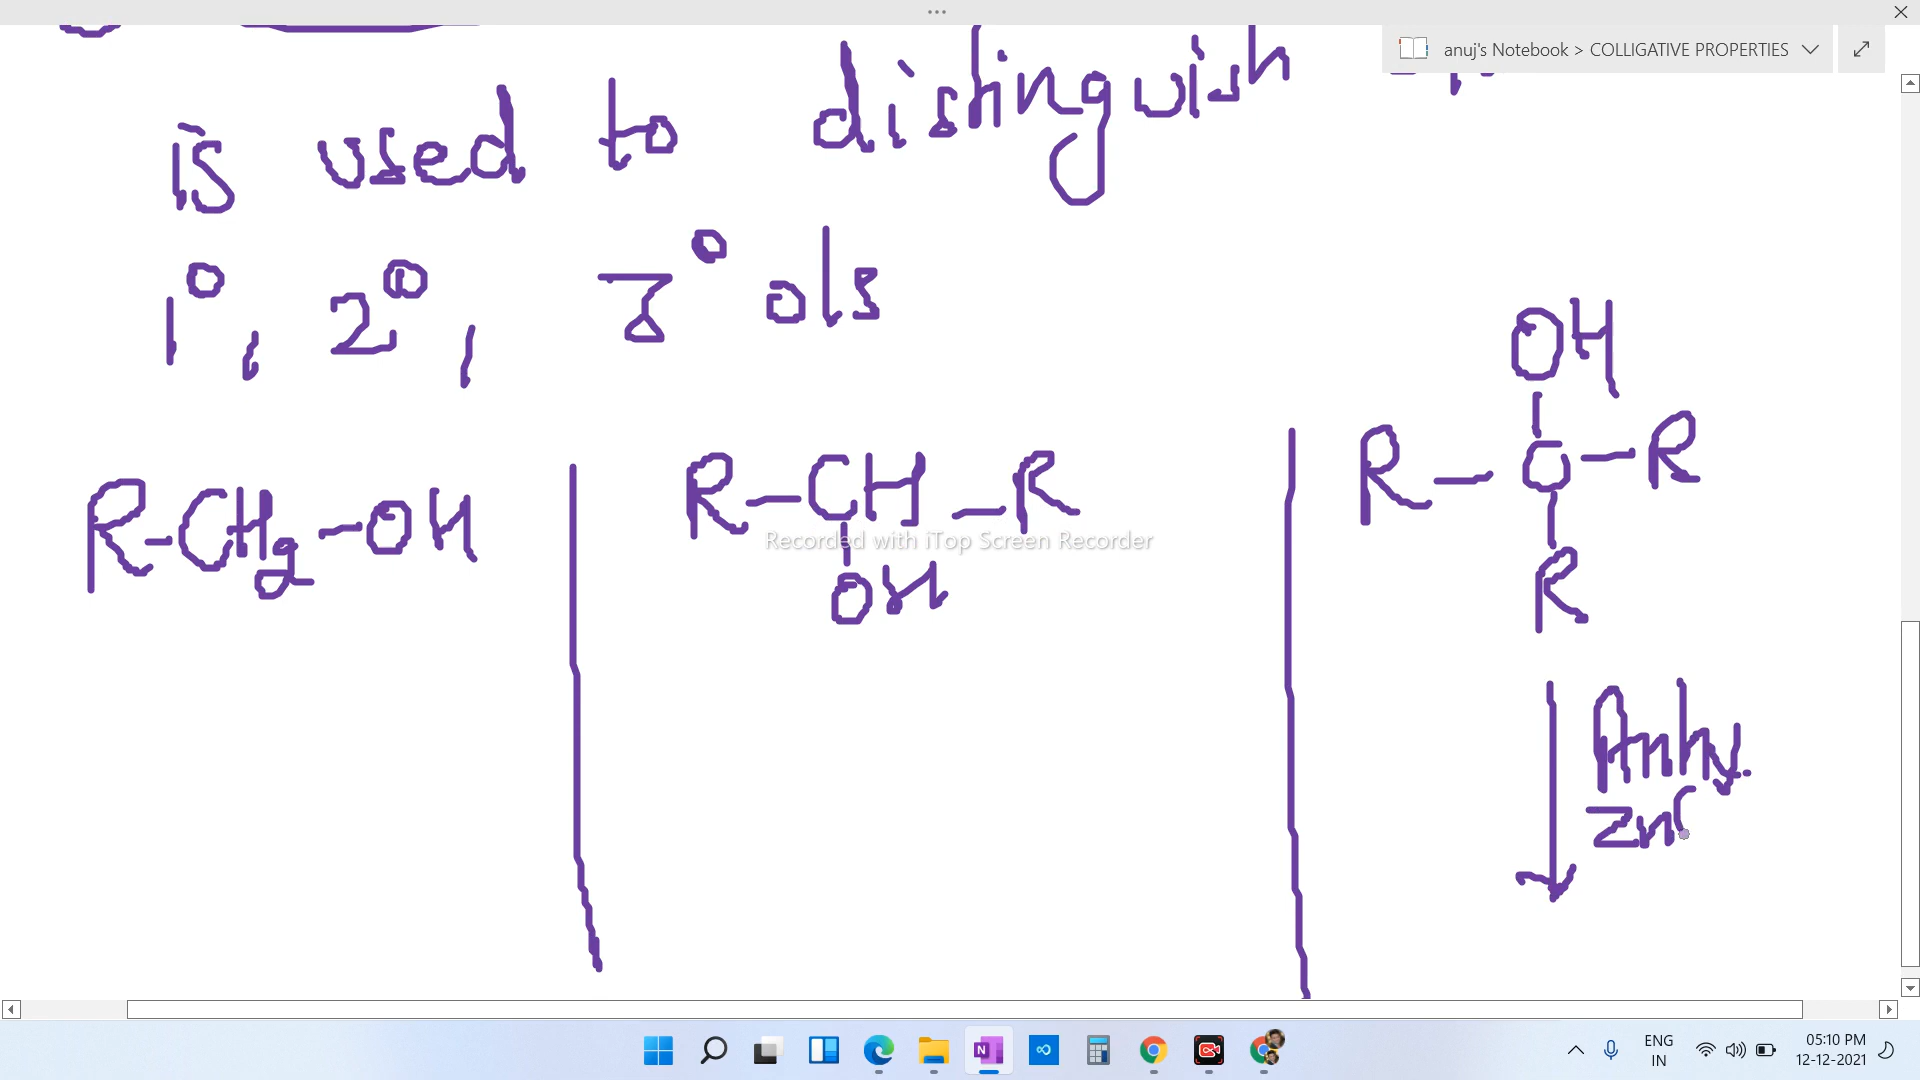 anuj's Notebook > COLLIGATIVE PROPERTIES
is used to distinguish
1°, 2°, 3° ols
R-CH2-OH
R-CH-R
OH
OH
R-C-R
R
Anhy.
ZnC
Recorded with iTop Screen Recorder
ENG
IN
05:10 PM
12-12-2021